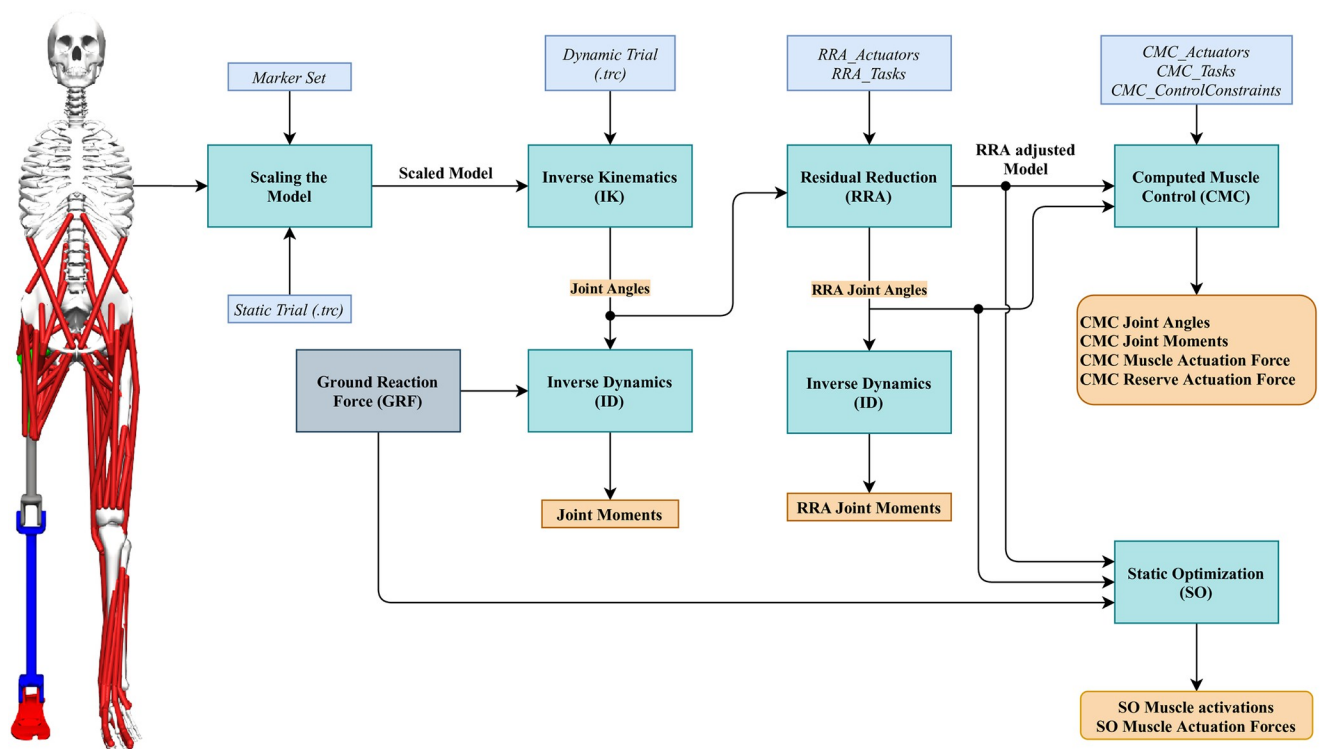 Marker Set
Dynamic Trial
(.trc)
RRA_Actuators
RRA_Tasks
CMC_Actuators
CMC_Tasks
CMC_ControlConstraints
Scaling the
Model
Scaled Model
Inverse Kinematics
(IK)
Residual Reduction
(RRA)
RRA adjusted
Model
Computed Muscle
Control (CMC)
Static Trial (.trc)
Joint Angles
RRA Joint Angles
CMC Joint Angles
CMC Joint Moments
CMC Muscle Actuation Force
CMC Reserve Actuation Force
Ground Reaction
Force (GRF)
Inverse Dynamics
(ID)
Inverse Dynamics
(ID)
Joint Moments
RRA Joint Moments
Static Optimization
(SO)
SO Muscle activations
SO Muscle Actuation Forces